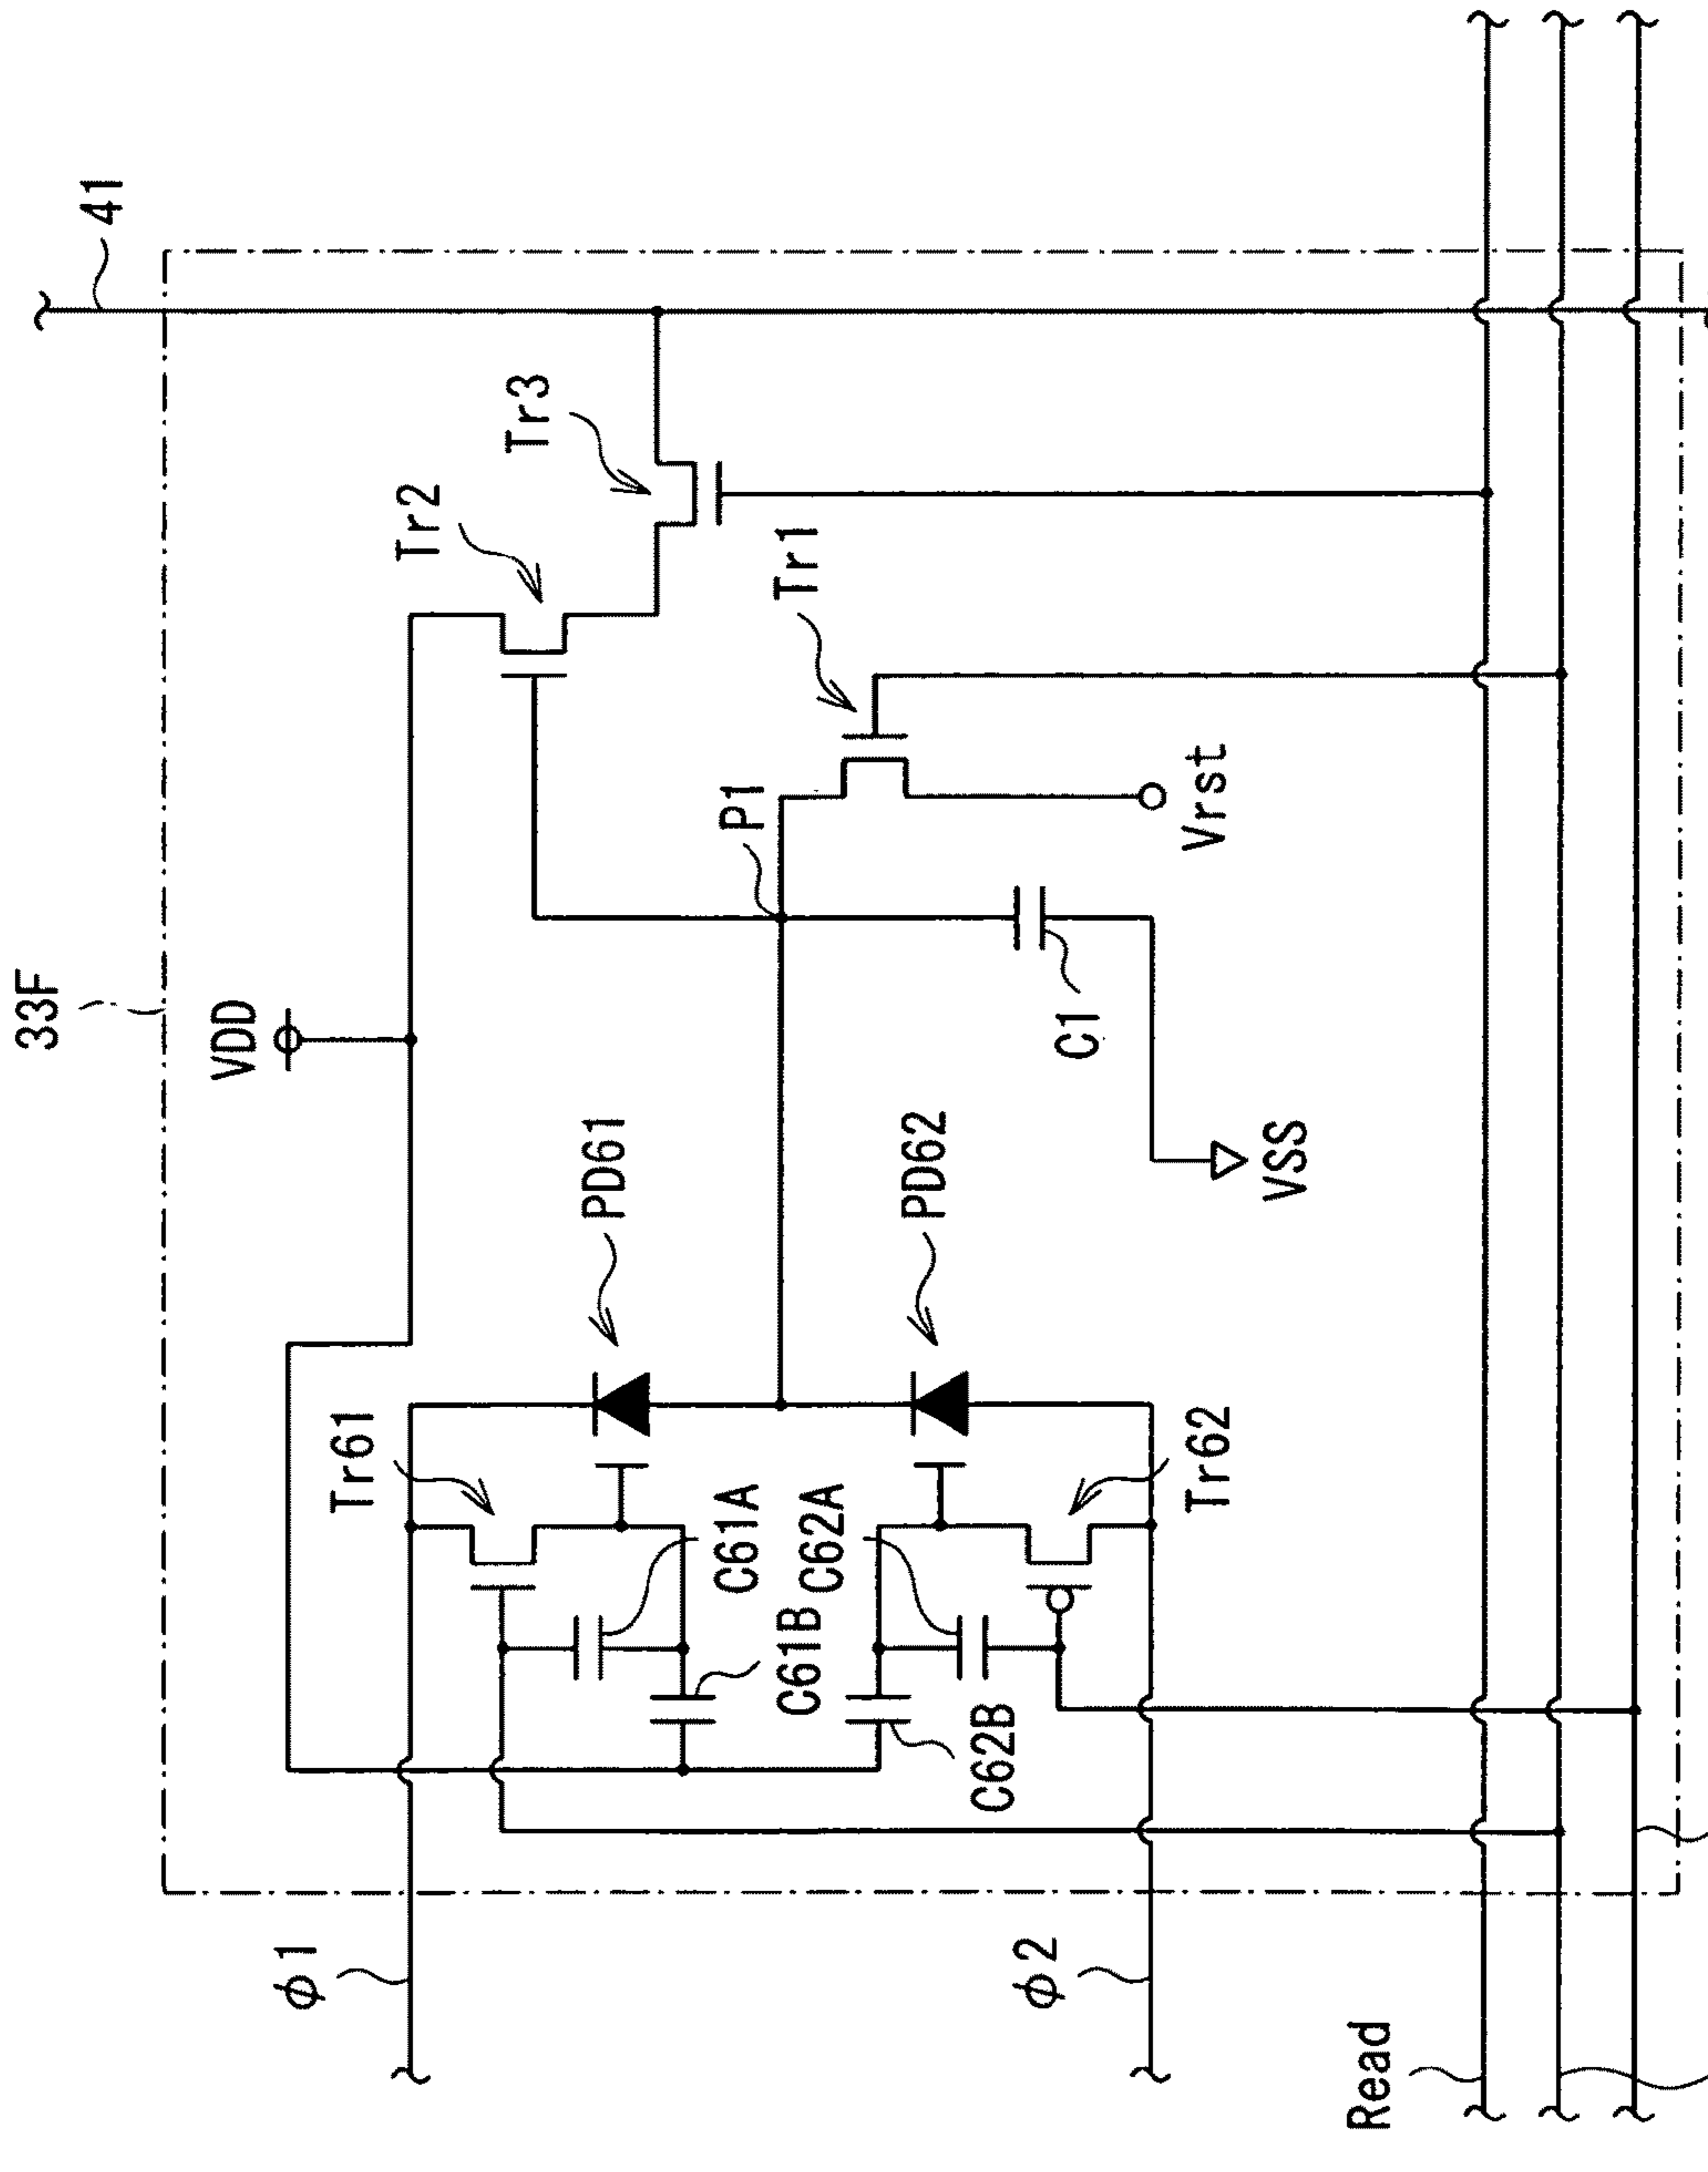 33F
41
VDD
Tr2
Tr3
P1
Tr1
Vrst
C1
VSS
PD61
PD62
Tr61
Tr62
C61A
C62A
C61B
C62B
φ1
φ2
Read